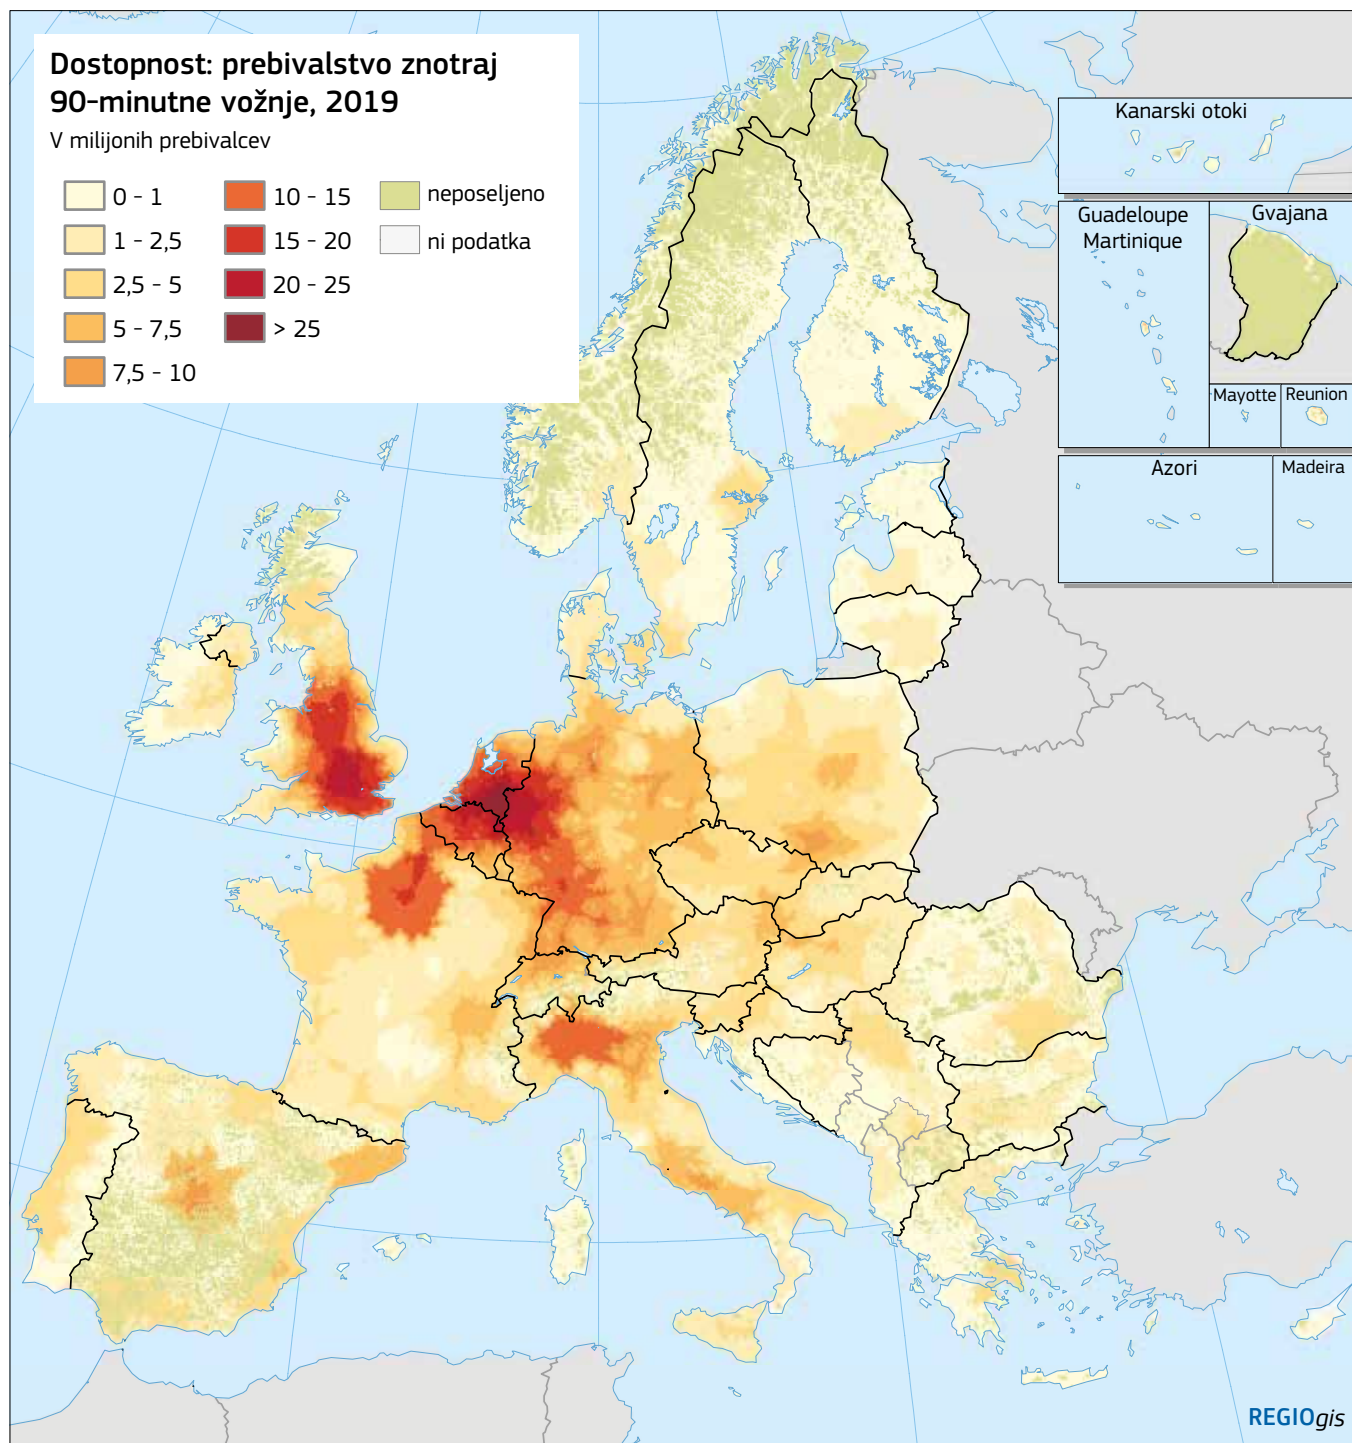 Dostopnost: prebivalstvo znotraj
90-minutne vožnje, 2019
V milijonih prebivalcev
0 - 1
1 - 2,5
2,5 - 5
5 - 7,5
7,5 - 10
10 - 15
15 - 20
20 - 25
> 25
neposeljeno
ni podatka
Kanarski otoki
Guadeloupe
Martinique
Gvajana
Mayotte
Reunion
Azori
Madeira
REGIOgis